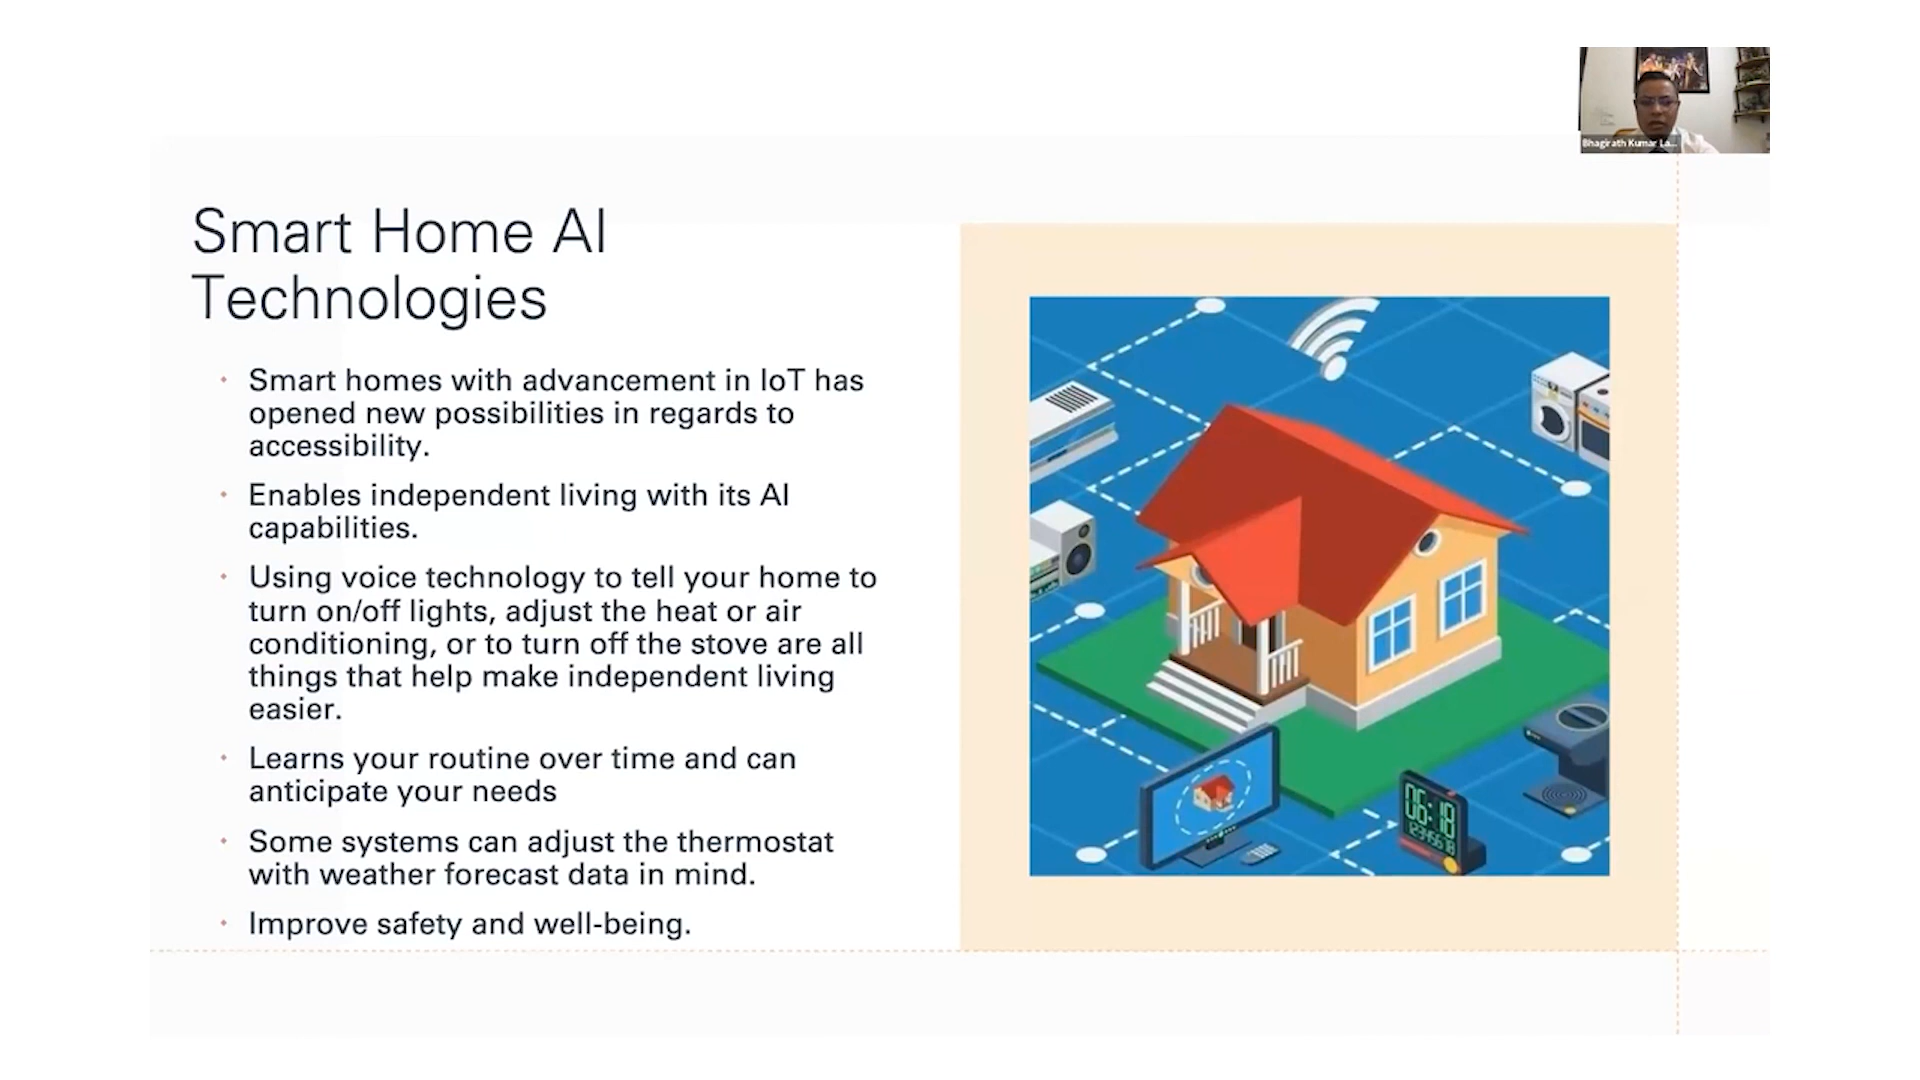 Bhagirath Kumar La...
Smart Home AI
Technologies
Smart homes with advancement in IoT has
opened new possibilities in regards to
accessibility.
Enables independent living with its AI
capabilities.
Using voice technology to tell your home to
turn on/off lights, adjust the heat or air
conditioning, or to turn off the stove are all
things that help make independent living
easier.
Learns your routine over time and can
anticipate your needs
Some systems can adjust the thermostat
with weather forecast data in mind.
Improve safety and well-being.
06:18